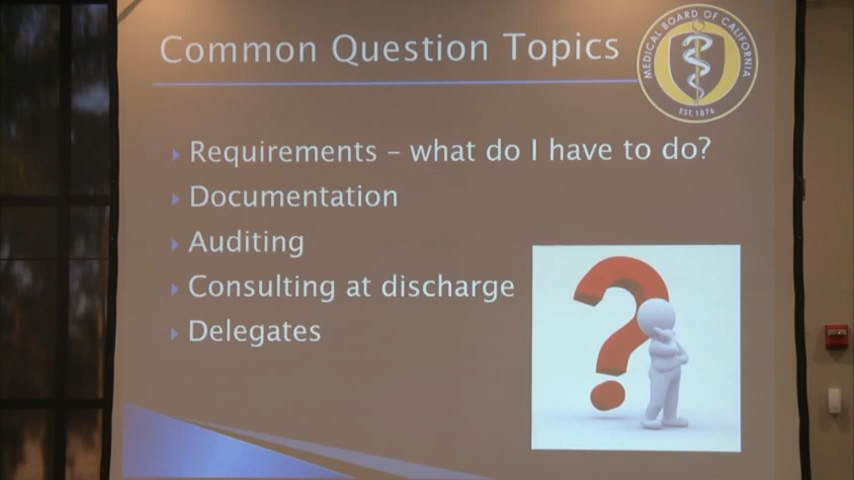 Common Question Topics
MEDICAL BOARD OF CALIFORNIA
EST. 1876
Requirements – what do I have to do?
Documentation
Auditing
Consulting at discharge
Delegates